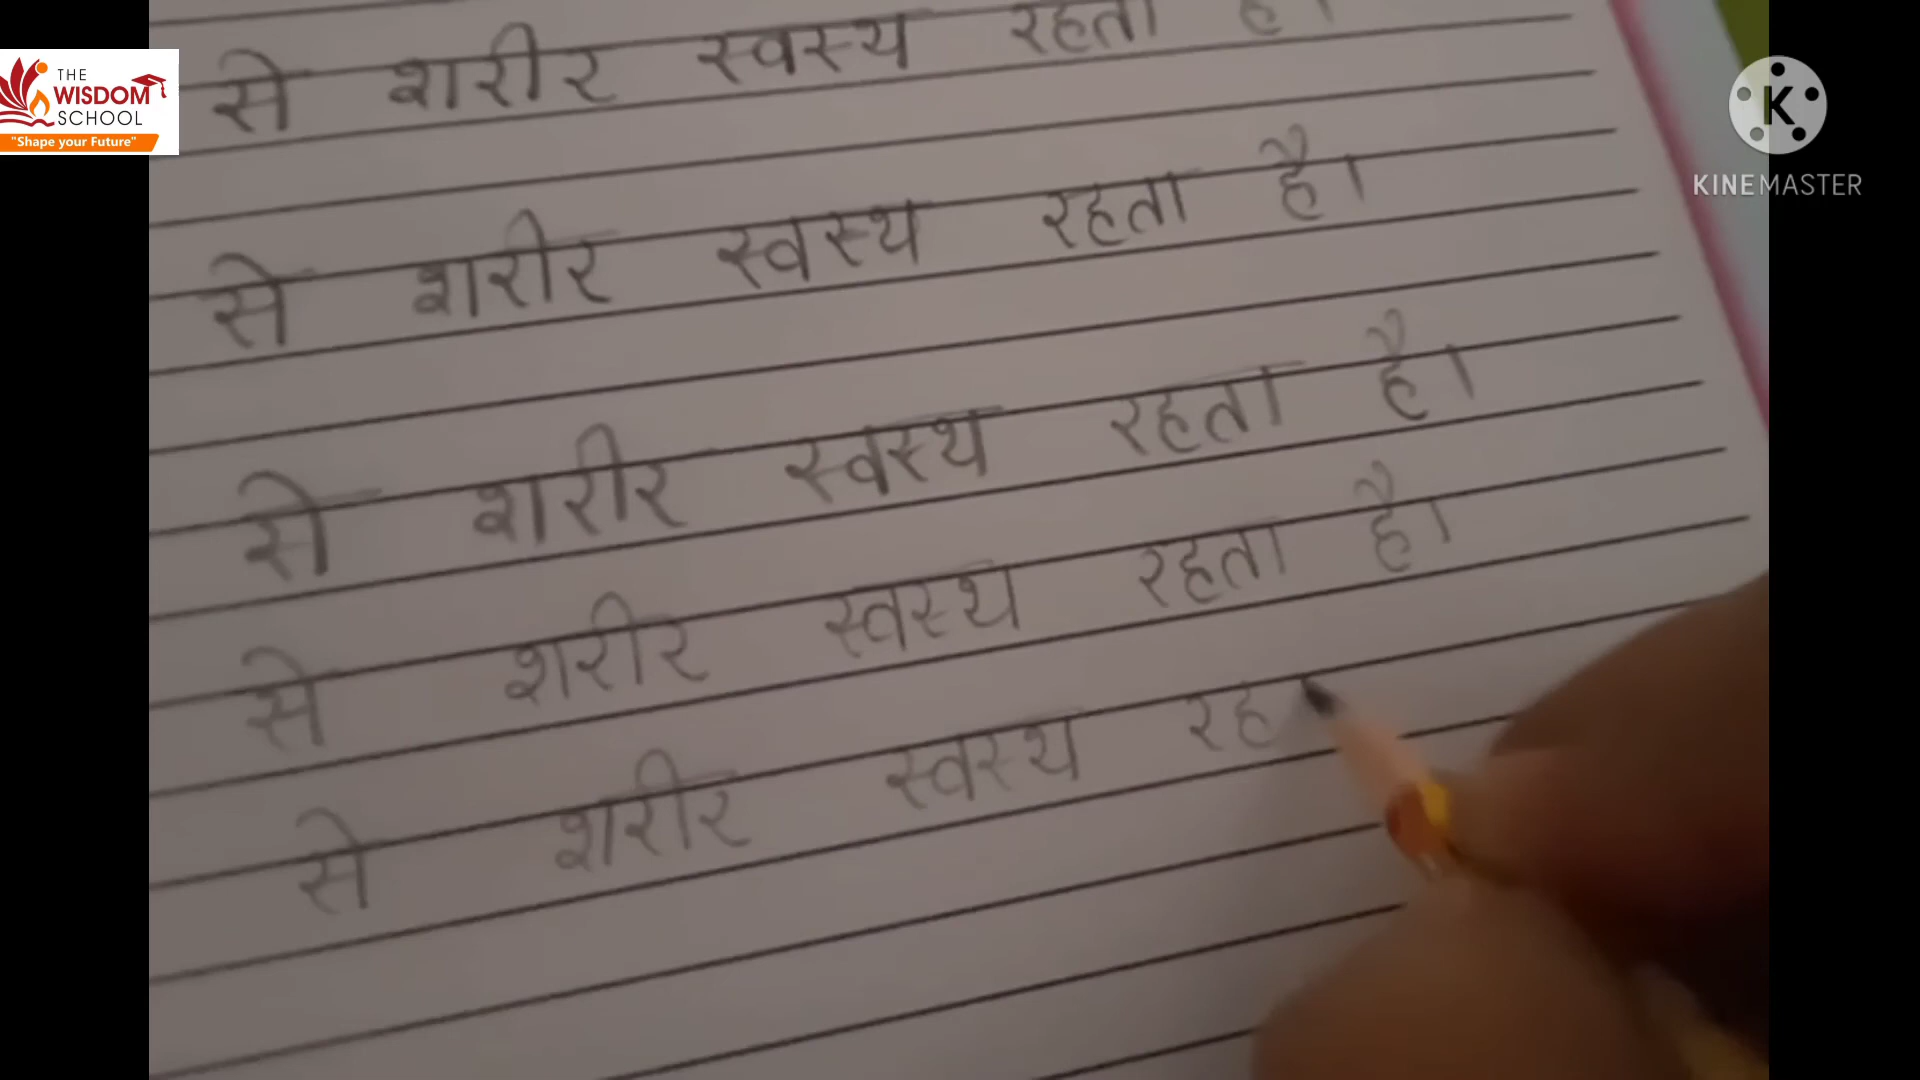 THE
WISDOM
SCHOOL
"Shape your Future"
K
KINEMASTER
से शरीर स्वस्थ रहता है।
से शरीर स्वस्थ रहता है।
से शरीर स्वस्थ रहता है।
से शरीर स्वस्थ रहता है।
से शरीर स्वस्थ रह